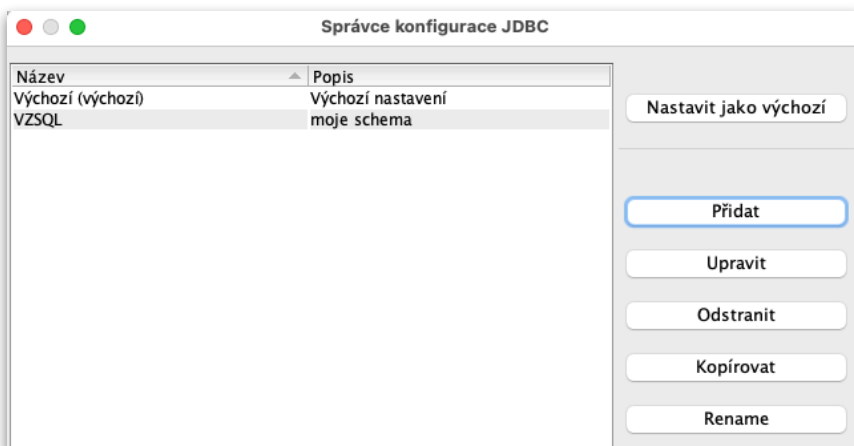 Správce konfigurace JDBC
Název Popis
Výchozí (výchozí) Výchozí nastavení
VZSQL moje schema
Nastavit jako výchozí
Přidat
Upravit
Odstranit
Kopírovat
Rename